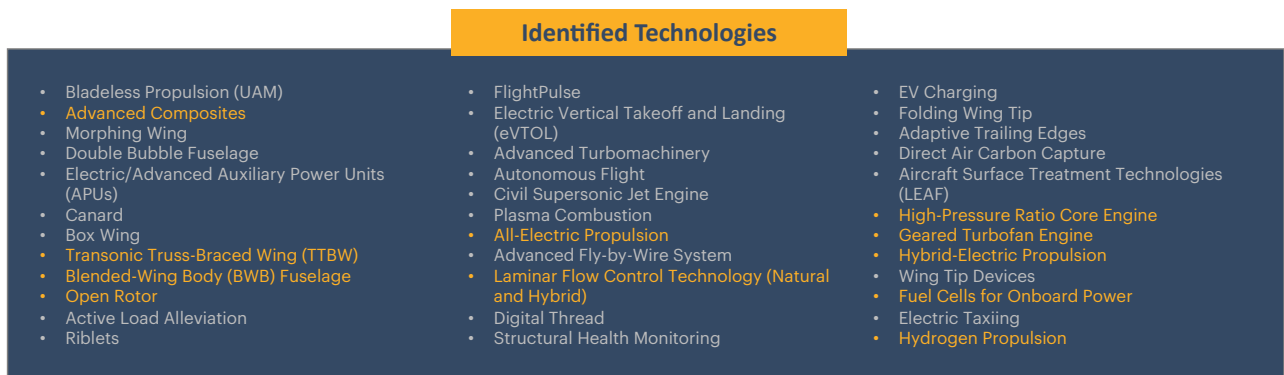 Identified Technologies
• Bladeless Propulsion (UAM)
• Advanced Composites
• Morphing Wing
• Double Bubble Fuselage
• Electric/Advanced Auxiliary Power Units
(APUs)
• Canard
• Box Wing
• Transonic Truss-Braced Wing (TTBW)
• Blended-Wing Body (BWB) Fuselage
• Open Rotor
• Active Load Alleviation
• Riblets
• FlightPulse
• Electric Vertical Takeoff and Landing
(eVTOL)
• Advanced Turbomachinery
• Autonomous Flight
• Civil Supersonic Jet Engine
• Plasma Combustion
• All-Electric Propulsion
• Advanced Fly-by-Wire System
• Laminar Flow Control Technology (Natural
and Hybrid)
• Digital Thread
• Structural Health Monitoring
• EV Charging
• Folding Wing Tip
• Adaptive Trailing Edges
• Direct Air Carbon Capture
• Aircraft Surface Treatment Technologies
(LEAF)
• High-Pressure Ratio Core Engine
• Geared Turbofan Engine
• Hybrid-Electric Propulsion
• Wing Tip Devices
• Fuel Cells for Onboard Power
• Electric Taxiing
• Hydrogen Propulsion